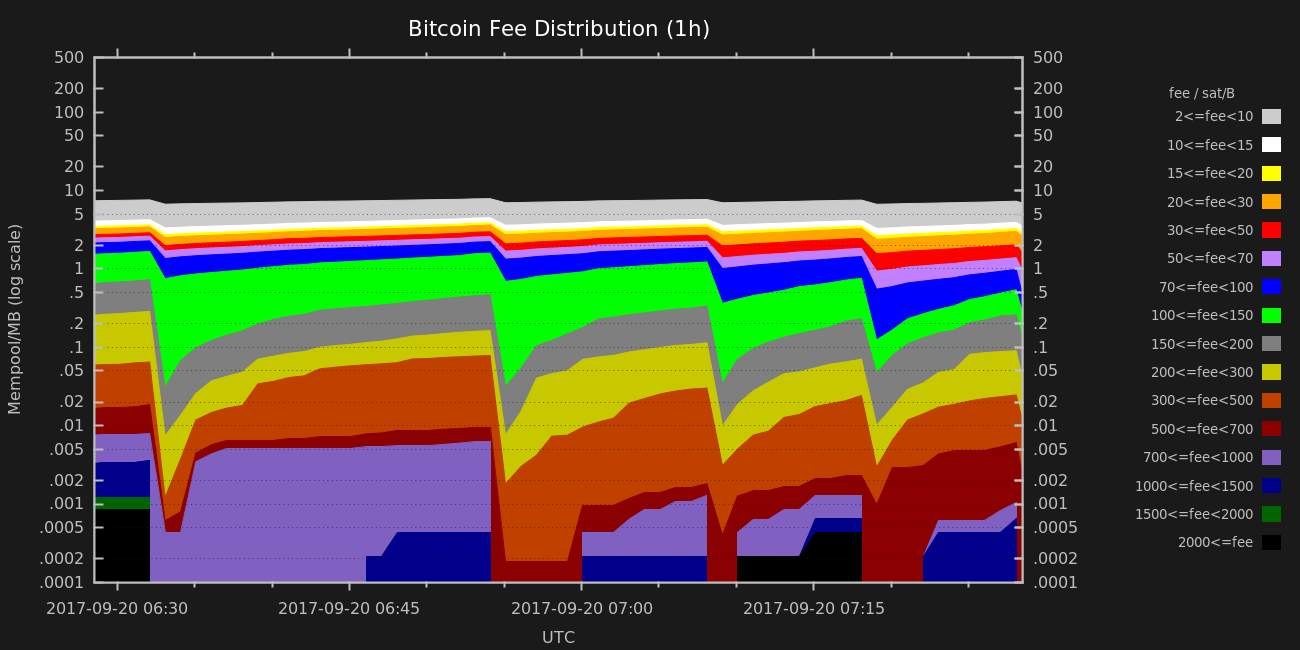 Bitcoin Fee Distribution (1h)
Mempool/MB (log scale)
500
200
100
50
20
10
5
2
1
.5
.2
.1
.05
.02
.01
.005
.002
.001
.0005
.0002
.0001
500
200
100
50
20
10
5
2
1
.5
.2
.1
.05
.02
.01
.005
.002
.001
.0005
.0002
.0001
2017-09-20 06:30 2017-09-20 06:45 2017-09-20 07:00 2017-09-20 07:15
UTC
fee / sat/B
2<=fee<10
10<=fee<15
15<=fee<20
20<=fee<30
30<=fee<50
50<=fee<70
70<=fee<100
100<=fee<150
150<=fee<200
200<=fee<300
300<=fee<500
500<=fee<700
700<=fee<1000
1000<=fee<1500
1500<=fee<2000
2000<=fee